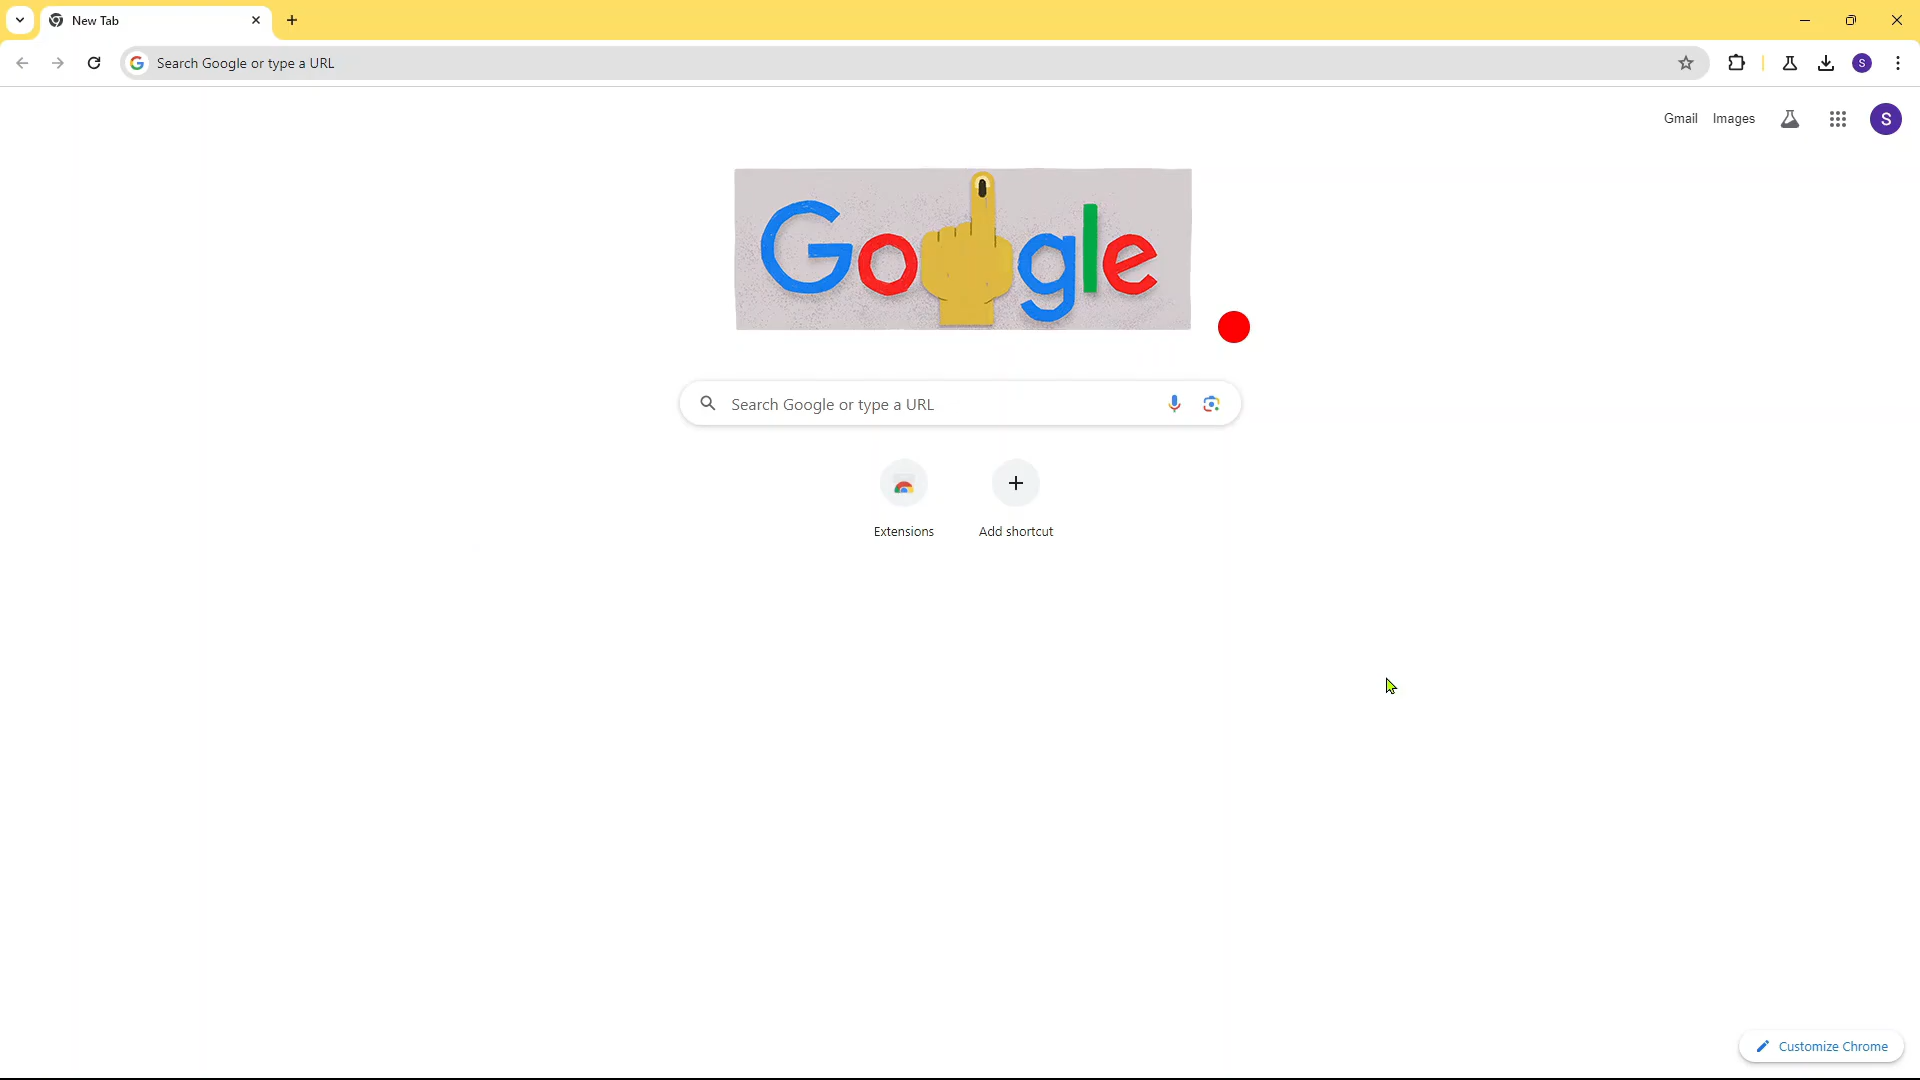 New Tab
Search Google or type a URL
S
Gmail Images
S
Google
Search Google or type a URL
Extensions Add shortcut
Customize Chrome